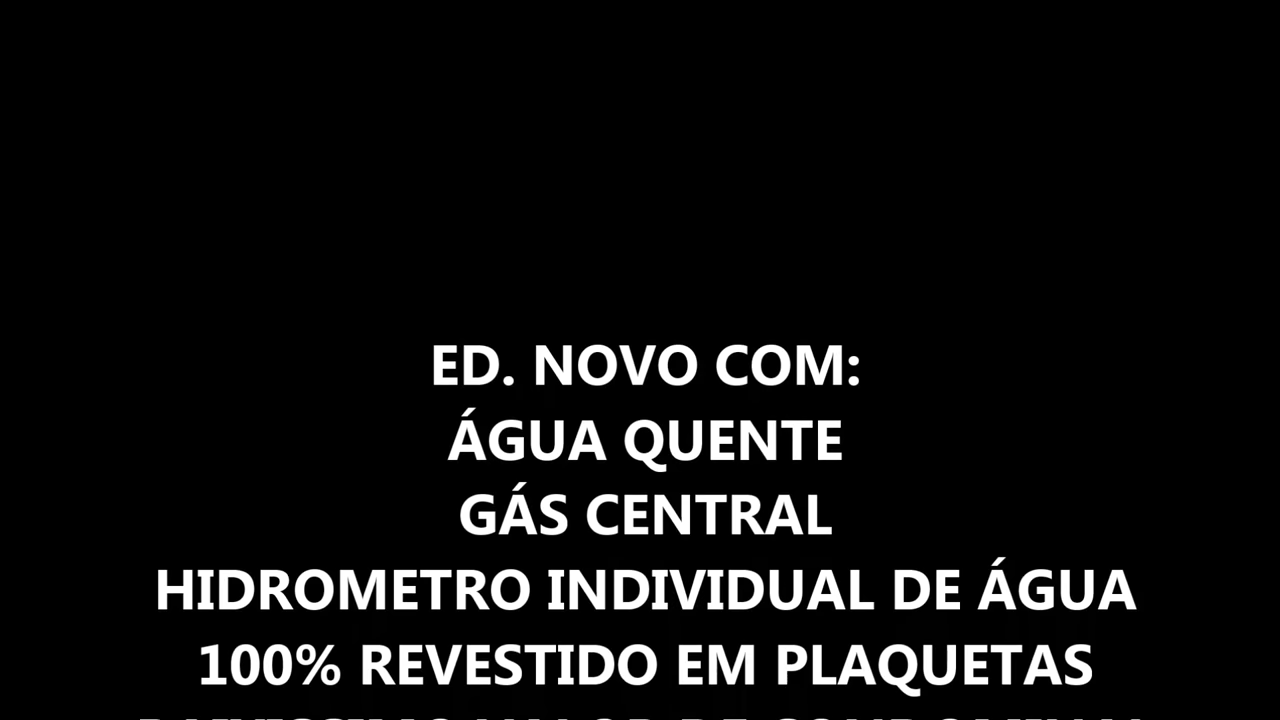 ED. NOVO COM:
ÁGUA QUENTE
GÁS CENTRAL
HIDROMETRO INDIVIDUAL DE ÁGUA
100% REVESTIDO EM PLAQUETAS